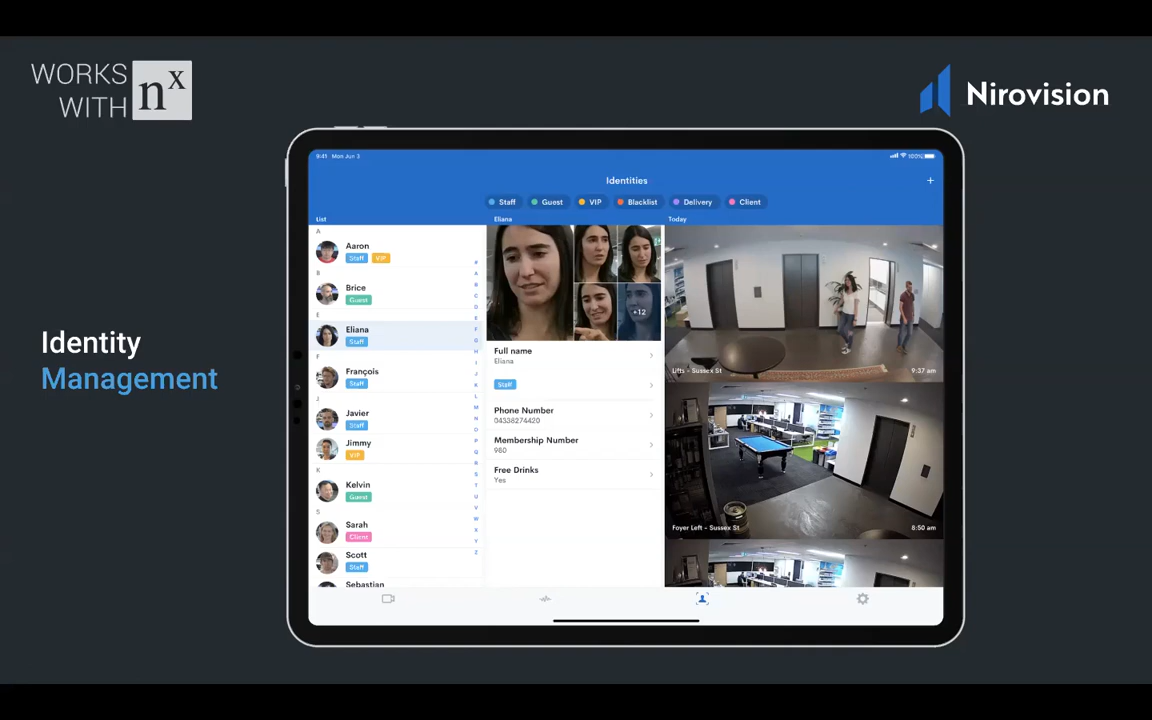 WORKS
WITH nx
Nirovision
Identity
Management
9:41 Mon Jun 3
100%
Identities
+
Staff Guest VIP Blacklist Delivery Client
List
Eliana
Today
A
Aaron
Staff VIP
B
Brice
Guest
E
Eliana
Staff
F
François
Staff
J
Javier
Staff
Jimmy
VIP
K
Kelvin
Guest
S
Sarah
Client
Scott
Staff
Sebastian
#
A
B
C
D
E
F
G
H
I
J
K
L
M
N
O
P
Q
R
S
T
U
V
W
X
Y
Z
+12
Full name
Eliana
Staff
Phone Number
04338274420
Membership Number
980
Free Drinks
Yes
Lifts - Sussex St
9:37 am
Foyer Left - Sussex St
8:50 am